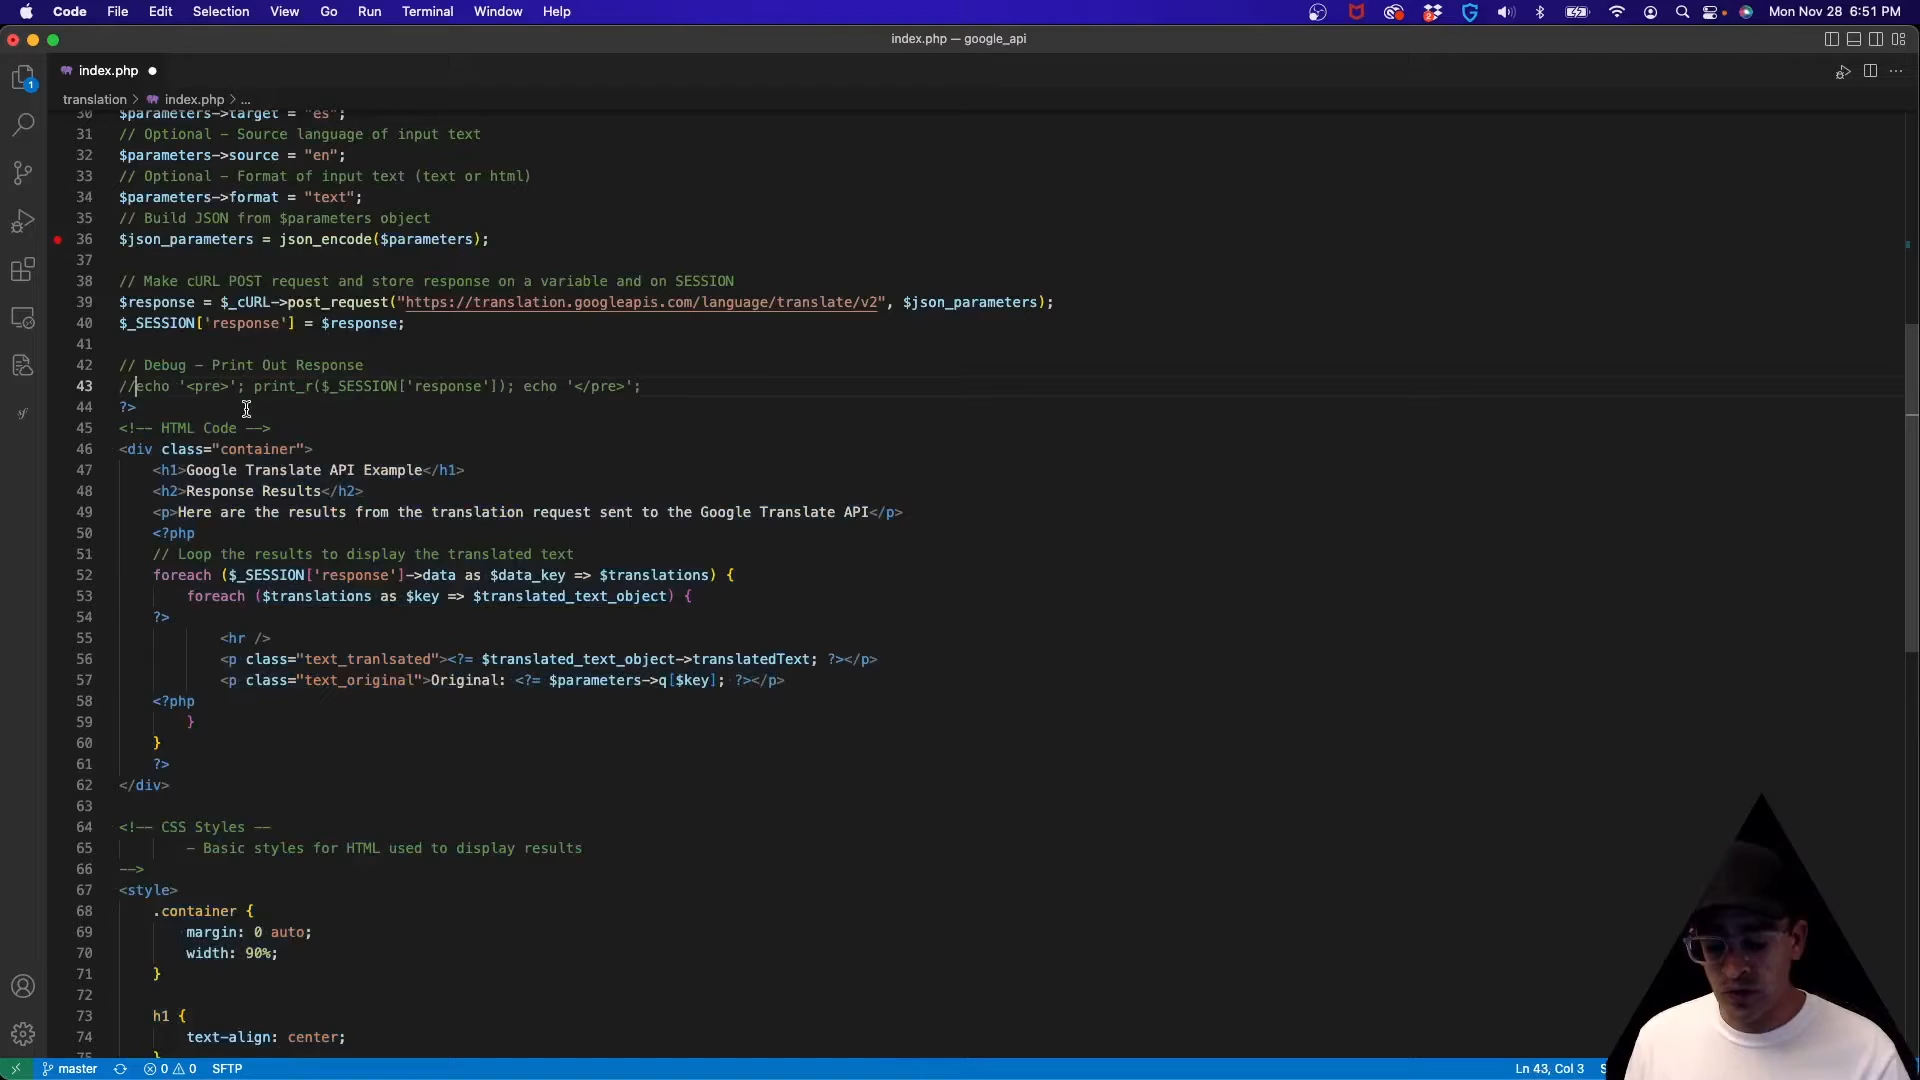 Code File Edit Selection View Go Run Terminal Window Help Mon Nov 28 6:51 PM
index.php — google_api
index.php
translation > index.php > ...
30 $parameters->target = "es";
31 // Optional – Source language of input text
32 $parameters->source = "en";
33 // Optional – Format of input text (text or html)
34 $parameters->format = "text";
35 // Build JSON from $parameters object
36 $json_parameters = json_encode($parameters);
37
38 // Make cURL POST request and store response on a variable and on SESSION
39 $response = $_cURL->post_request("https://translation.googleapis.com/language/translate/v2", $json_parameters);
40 $_SESSION['response'] = $response;
41
42 // Debug – Print Out Response
43 //echo '<pre>'; print_r($_SESSION['response']); echo '</pre>';
44 ?>
45 <!-- HTML Code -->
46 <div class="container">
47 <h1>Google Translate API Example</h1>
48 <h2>Response Results</h2>
49 <p>Here are the results from the translation request sent to the Google Translate API</p>
50 <?php
51 // Loop the results to display the translated text
52 foreach ($_SESSION['response']->data as $data_key => $translations) {
53 foreach ($translations as $key => $translated_text_object) {
54 ?>
55 <hr />
56 <p class="text_tranlsated"><?= $translated_text_object->translatedText; ?></p>
57 <p class="text_original">Original: <?= $parameters->q[$key]; ?></p>
58 <?php
59 }
60 }
61 ?>
62 </div>
63
64 <!-- CSS Styles --
65 – Basic styles for HTML used to display results
66 -->
67 <style>
68 .container {
69 margin: 0 auto;
70 width: 90%;
71 }
72
73 h1 {
74 text-align: center;
75 }
master 0 0 SFTP Ln 43, Col 3